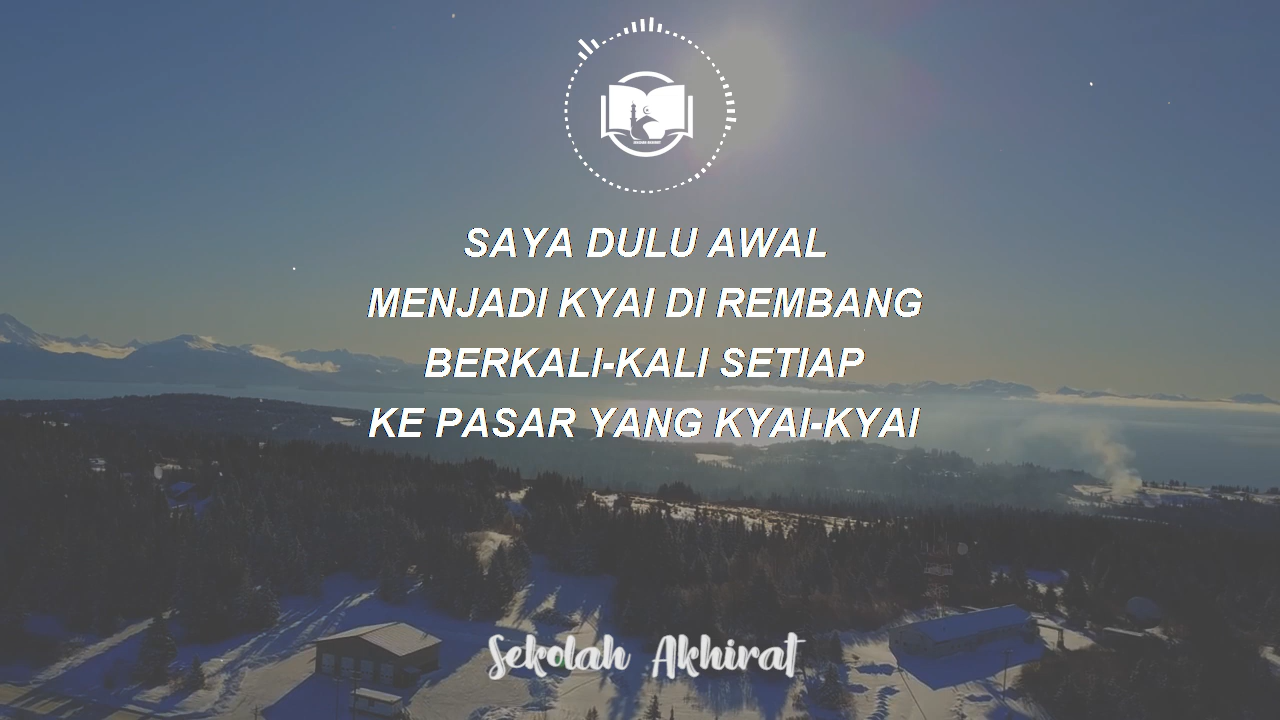 SAYA DULU AWAL
MENJADI KYAI DI REMBANG
BERKALI-KALI SETIAP
KE PASAR YANG KYAI-KYAI
Sekolah Akhirat